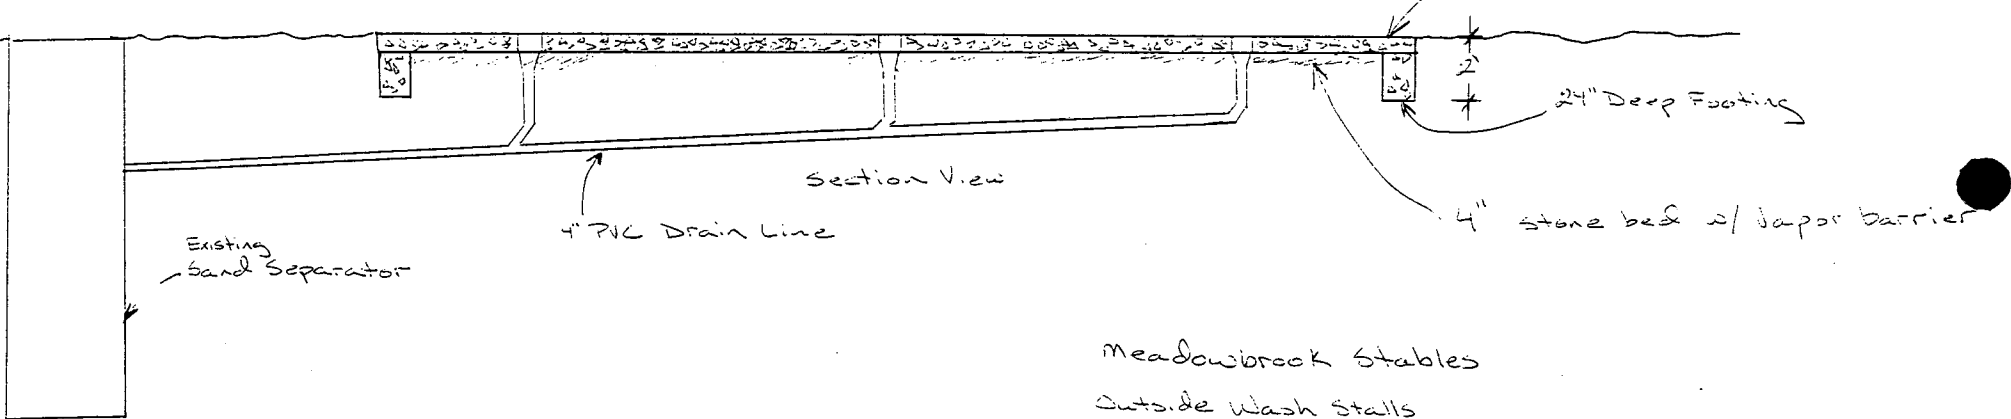 2'
24" Deep Footing
Section View
4" PVC Drain Line
4" stone bed w/ Vapor barrier
Existing
Sand Separator
Meadowbrook Stables
Outside Wash Stalls